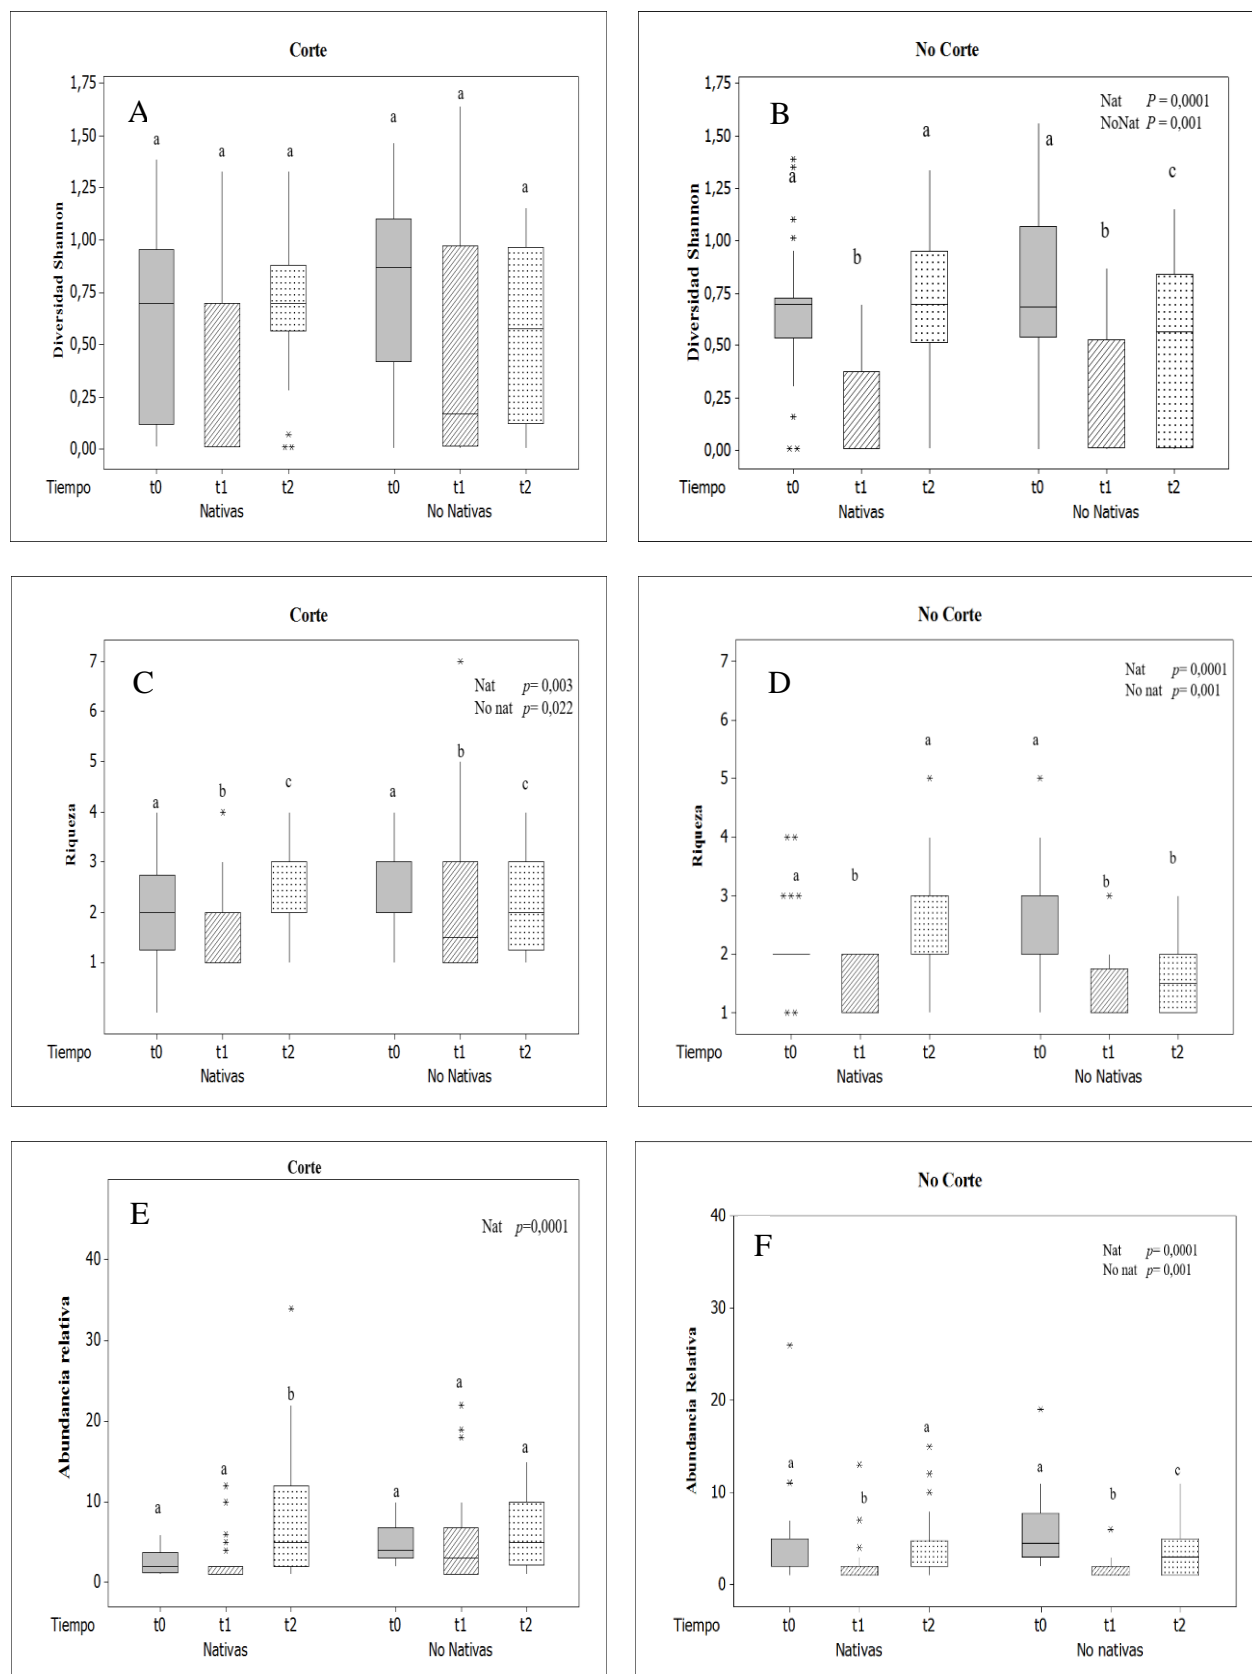 Corte
A
1,75
1,50
1,25
1,00
0,75
0,50
0,25
0,00
Diversidad Shannon
a
a
a
a
a
a
Tiempo
t0
t1
t2
t0
t1
t2
Nativas
No Nativas
No Corte
B
Nat P = 0,0001
NoNat P = 0,001
1,75
1,50
1,25
1,00
0,75
0,50
0,25
0,00
Diversidad Shannon
a
b
a
a
b
c
Tiempo
t0
t1
t2
t0
t1
t2
Nativas
No Nativas
Corte
C
Nat p= 0,003
No nat p= 0,022
7
6
5
4
3
2
1
Riqueza
a
b
c
a
b
c
Tiempo
t0
t1
t2
t0
t1
t2
Nativas
No Nativas
No Corte
D
Nat p= 0,0001
No nat p= 0,001
7
6
5
4
3
2
1
Riqueza
a
b
a
a
b
b
Tiempo
t0
t1
t2
t0
t1
t2
Nativas
No Nativas
Corte
E
Nat p=0,0001
40
30
20
10
0
Abundancia relativa
a
a
b
a
a
a
Tiempo
t0
t1
t2
t0
t1
t2
Nativas
No Nativas
No Corte
F
Nat p= 0,0001
No nat p= 0,001
40
30
20
10
0
Abundancia Relativa
a
b
a
a
b
c
Tiempo
t0
t1
t2
t0
t1
t2
Nativas
No nativas